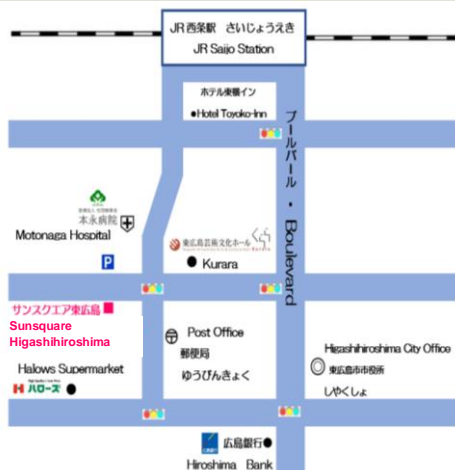 JR西条駅 さいじょうえき
JR Saijo Station
ホテル東横イン
●Hotel Toyoko-Inn
ブールバール・Boulevard
本永病院
Motonaga Hospital
P
東広島芸術文化ホール くらら
● Kurara
サンスクエア東広島
Sunsquare
Higashihiroshima
Post Office
郵便局
ゆうびんきょく
Higashihiroshima City Office
東広島市市役所
しやくしょ
Halows Supermarket
ハローズ
広島銀行●
Hiroshima Bank